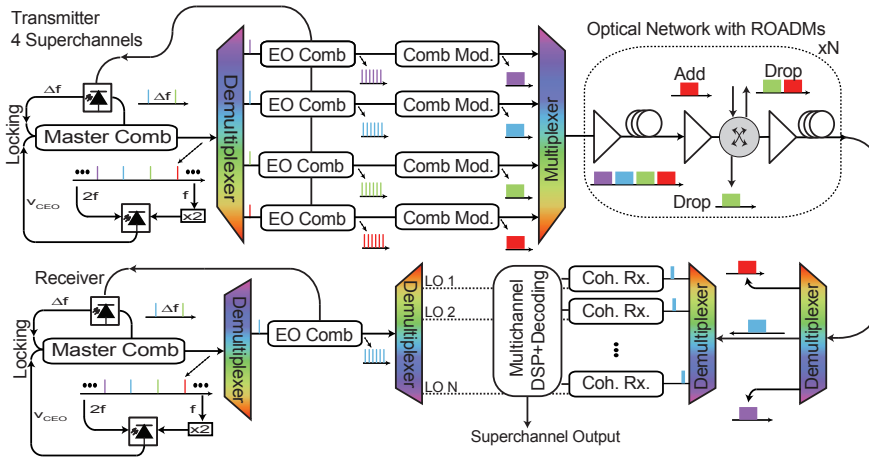 Transmitter
4 Superchannels
Optical Network with ROADMs
xN
Δf
Δf
Locking
Master Comb
2f
f
x2
νCEO
Demultiplexer
EO Comb
Comb Mod.
EO Comb
Comb Mod.
EO Comb
Comb Mod.
EO Comb
Comb Mod.
Multiplexer
Add
Drop
Drop
Receiver
Δf
Δf
Locking
Master Comb
2f
f
x2
νCEO
Demultiplexer
EO Comb
Demultiplexer
LO 1
LO 2
LO N
Multichannel
DSP+Decoding
Superchannel Output
Coh. Rx.
Coh. Rx.
Coh. Rx.
Demultiplexer
Demultiplexer